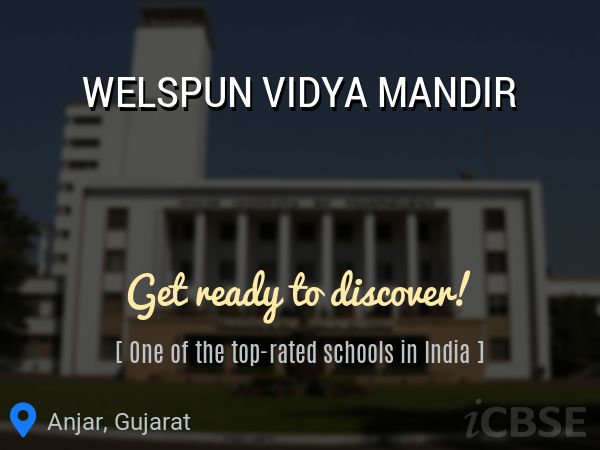 WELSPUN VIDYA MANDIR
Get ready to discover!
[ One of the top-rated schools in India ]
Anjar, Gujarat
iCBSE